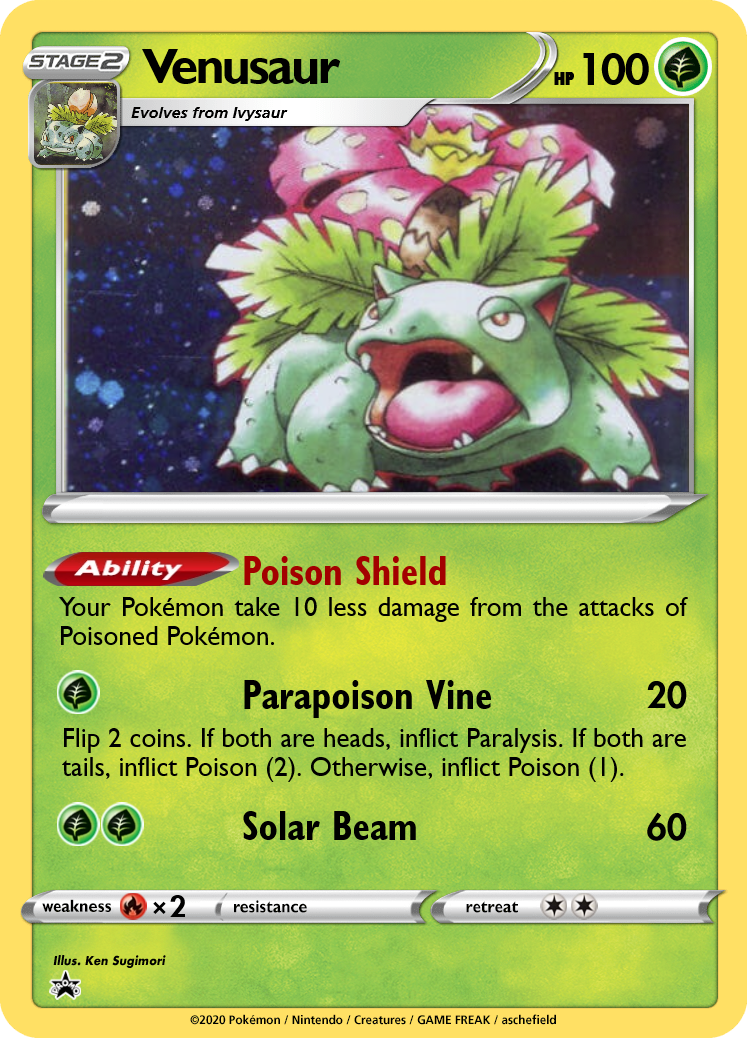 STAGE2
Venusaur
HP 100
Evolves from Ivysaur
Ability Poison Shield
Your Pokémon take 10 less damage from the attacks of
Poisoned Pokémon.
Parapoison Vine 20
Flip 2 coins. If both are heads, inflict Paralysis. If both are
tails, inflict Poison (2). Otherwise, inflict Poison (1).
Solar Beam 60
weakness ×2 resistance retreat
Illus. Ken Sugimori
PROMO
©2020 Pokémon / Nintendo / Creatures / GAME FREAK / aschefield